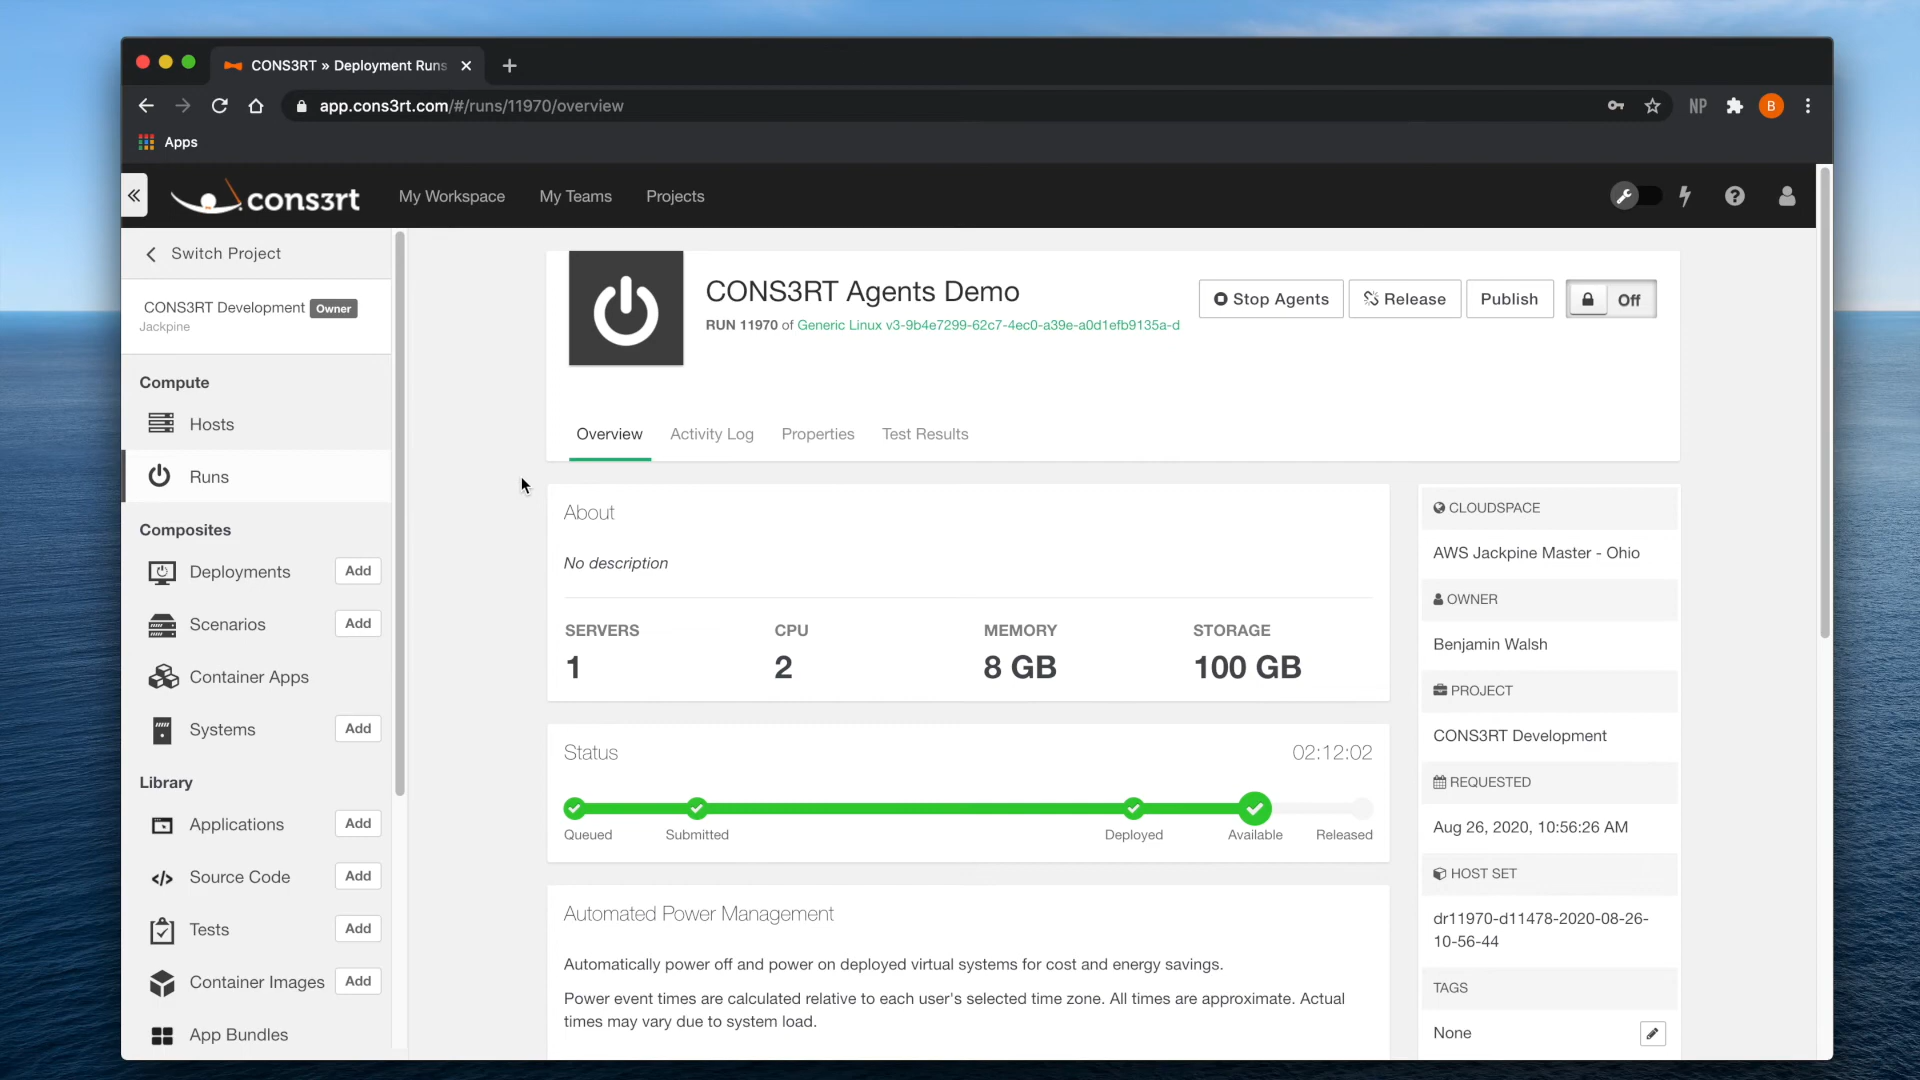 CONS3RT » Deployment Runs
app.cons3rt.com/#/runs/11970/overview
NP
B
Apps
cons3rt
My Workspace
My Teams
Projects
Switch Project
CONS3RT Development Owner
Jackpine
Compute
Hosts
Runs
Composites
Deployments Add
Scenarios Add
Container Apps
Systems Add
Library
Applications Add
Source Code Add
Tests Add
Container Images Add
App Bundles
CONS3RT Agents Demo
RUN 11970 of Generic Linux v3-9b4e7299-62c7-4ec0-a39e-a0d1efb9135a-d
Stop Agents
Release
Publish
Off
Overview
Activity Log
Properties
Test Results
About
No description
SERVERS
1
CPU
2
MEMORY
8 GB
STORAGE
100 GB
Status
02:12:02
Queued
Submitted
Deployed
Available
Released
Automated Power Management
Automatically power off and power on deployed virtual systems for cost and energy savings.
Power event times are calculated relative to each user's selected time zone. All times are approximate. Actual
times may vary due to system load.
CLOUDSPACE
AWS Jackpine Master - Ohio
OWNER
Benjamin Walsh
PROJECT
CONS3RT Development
REQUESTED
Aug 26, 2020, 10:56:26 AM
HOST SET
dr11970-d11478-2020-08-26-
10-56-44
TAGS
None